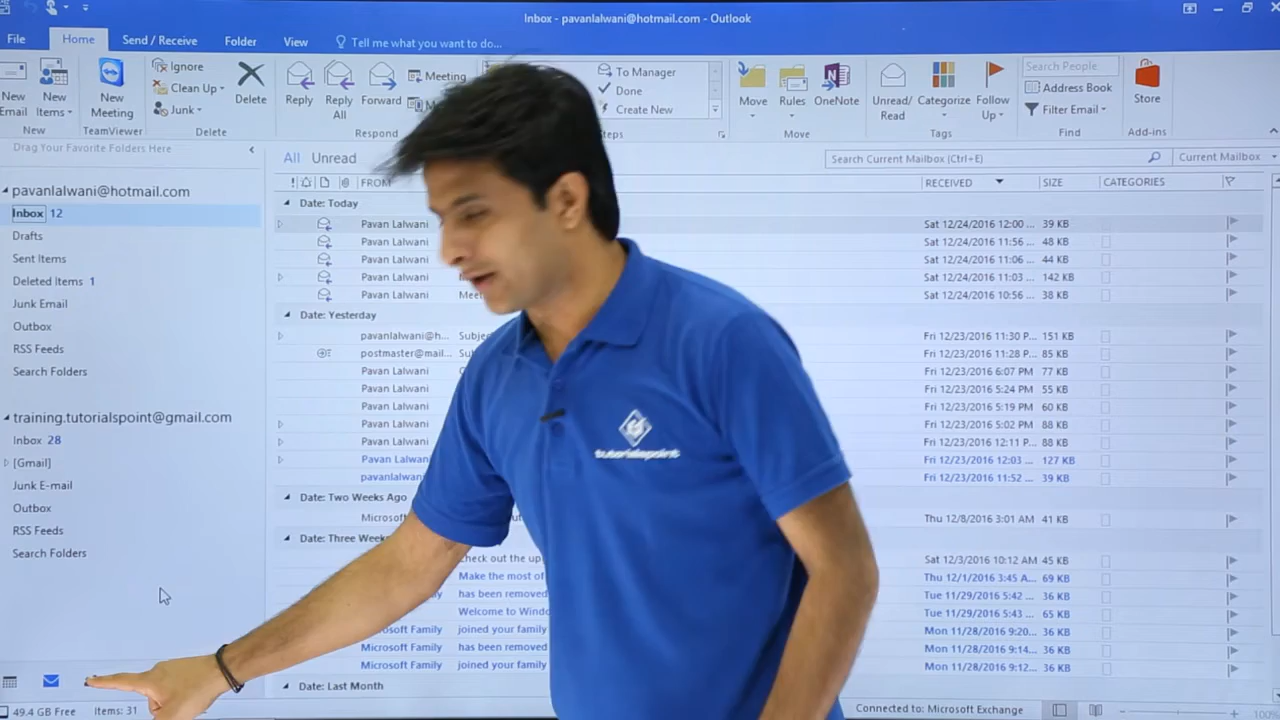 Inbox - pavanlalwani@hotmail.com - Outlook
File Home Send / Receive Folder View Tell me what you want to do...
New Email
New Items
New Meeting
Ignore
Clean Up
Junk
Delete
Reply
Reply All
Forward
Meeting
To Manager
Done
Create New
Move
Rules
OneNote
Unread/ Read
Categorize
Follow Up
Search People
Address Book
Filter Email
Store
New TeamViewer Delete Respond Move Tags Find Add-ins
Drag Your Favorite Folders Here
All Unread
Search Current Mailbox (Ctrl+E) Current Mailbox
FROM RECEIVED SIZE CATEGORIES
pavanlalwani@hotmail.com
Inbox 12
Drafts
Sent Items
Deleted Items 1
Junk Email
Outbox
RSS Feeds
Search Folders
training.tutorialspoint@gmail.com
Inbox 28
[Gmail]
Junk E-mail
Outbox
RSS Feeds
Search Folders
Date: Today
Pavan Lalwani Sat 12/24/2016 12:00 ... 39 KB
Pavan Lalwani Sat 12/24/2016 11:56 ... 48 KB
Pavan Lalwani Sat 12/24/2016 11:06 ... 44 KB
Pavan Lalwani Sat 12/24/2016 11:03 ... 142 KB
Pavan Lalwani Sat 12/24/2016 10:56 ... 38 KB
Date: Yesterday
pavanlalwani@h... Fri 12/23/2016 11:30 P... 151 KB
postmaster@mail... Fri 12/23/2016 11:28 P... 85 KB
Pavan Lalwani Fri 12/23/2016 6:07 PM 77 KB
Pavan Lalwani Fri 12/23/2016 5:24 PM 55 KB
Pavan Lalwani Fri 12/23/2016 5:19 PM 60 KB
Pavan Lalwani Fri 12/23/2016 5:02 PM 88 KB
Pavan Lalwani Fri 12/23/2016 12:11 P... 88 KB
Pavan Lalwani Fri 12/23/2016 12:03 ... 127 KB
pavanlalwani Fri 12/23/2016 11:52 ... 39 KB
Date: Two Weeks Ago
Thu 12/8/2016 3:01 AM 41 KB
Date: Three Week
Check out the up Sat 12/3/2016 10:12 AM 45 KB
Make the most of Thu 12/1/2016 3:45 A... 69 KB
has been removed Tue 11/29/2016 5:42 ... 36 KB
Welcome to Windo Tue 11/29/2016 5:43 ... 65 KB
Microsoft Family joined your family Mon 11/28/2016 9:20... 36 KB
Microsoft Family has been removed Mon 11/28/2016 9:14... 36 KB
Microsoft Family joined your family Mon 11/28/2016 9:12... 36 KB
Date: Last Month
49.4 GB Free Items: 31 Connected to: Microsoft Exchange 100%
tutorialspoint